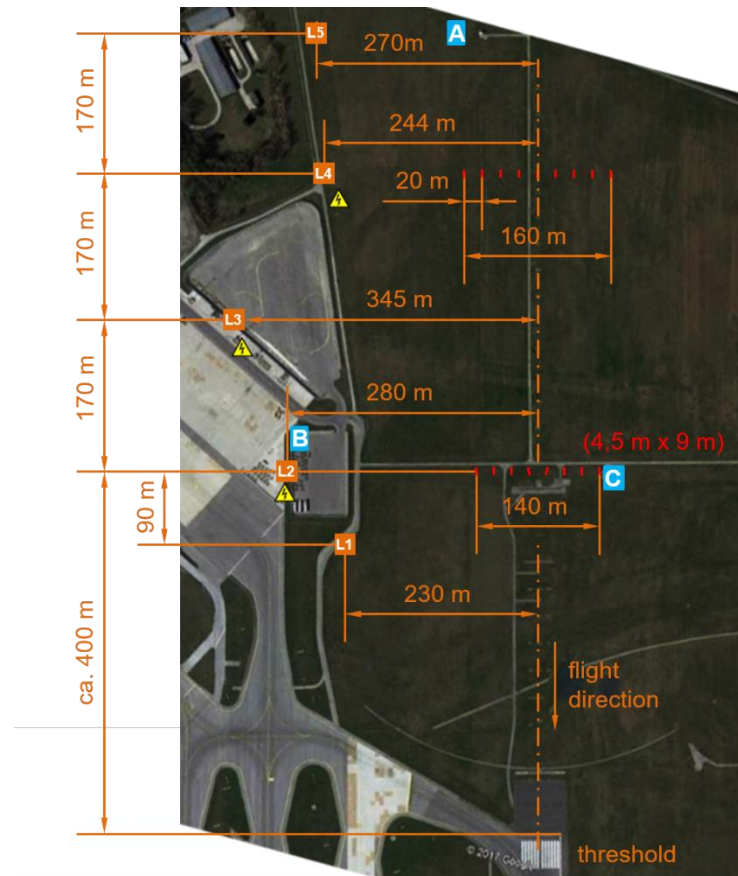 L5
A
270m
170 m
244 m
L4
20 m
160 m
170 m
345 m
L3
170 m
280 m
B
(4,5 m x 9 m)
L2
C
140 m
90 m
L1
230 m
ca. 400 m
flight
direction
© 2017 Google
threshold